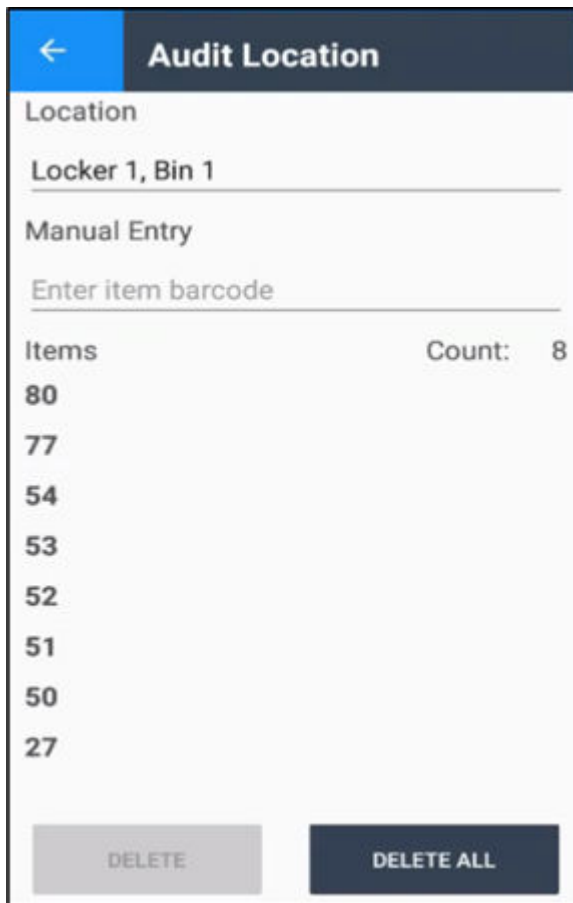 Audit Location
Location
Locker 1, Bin 1
Manual Entry
Enter item barcode
Items Count: 8
80
77
54
53
52
51
50
27
DELETE DELETE ALL